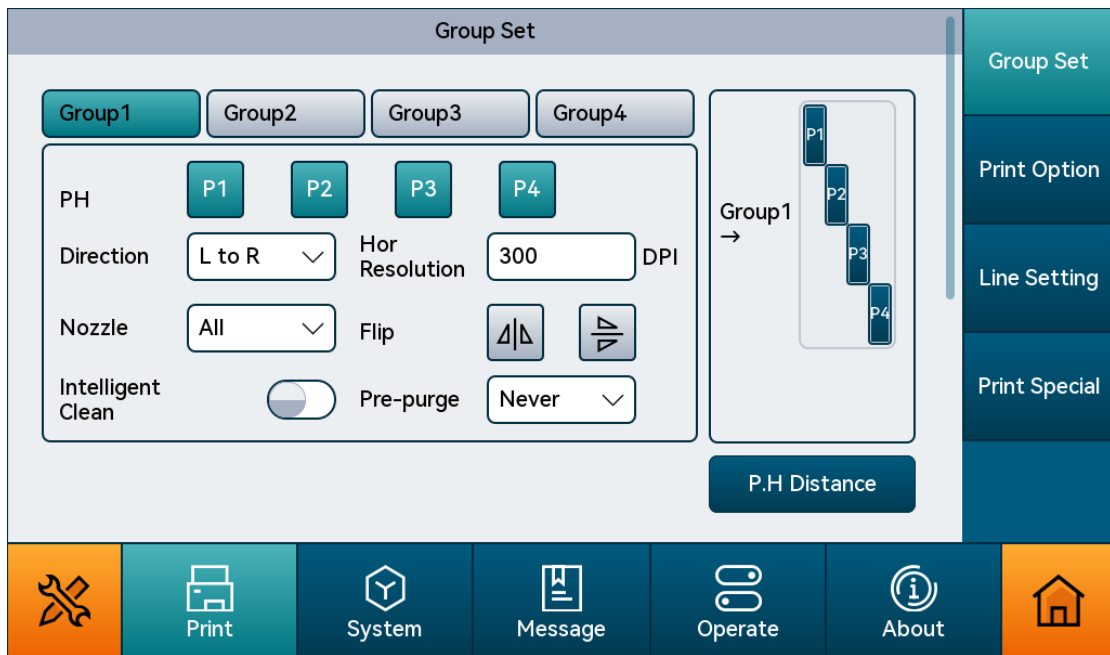 Group Set
Group Set
Print Option
Line Setting
Print Special
Group1 Group2 Group3 Group4
PH P1 P2 P3 P4
Direction L to R Hor Resolution 300 DPI
Nozzle All Flip
Intelligent Clean Pre-purge Never
Group1
→
P1
P2
P3
P4
P.H Distance
Print System Message Operate About